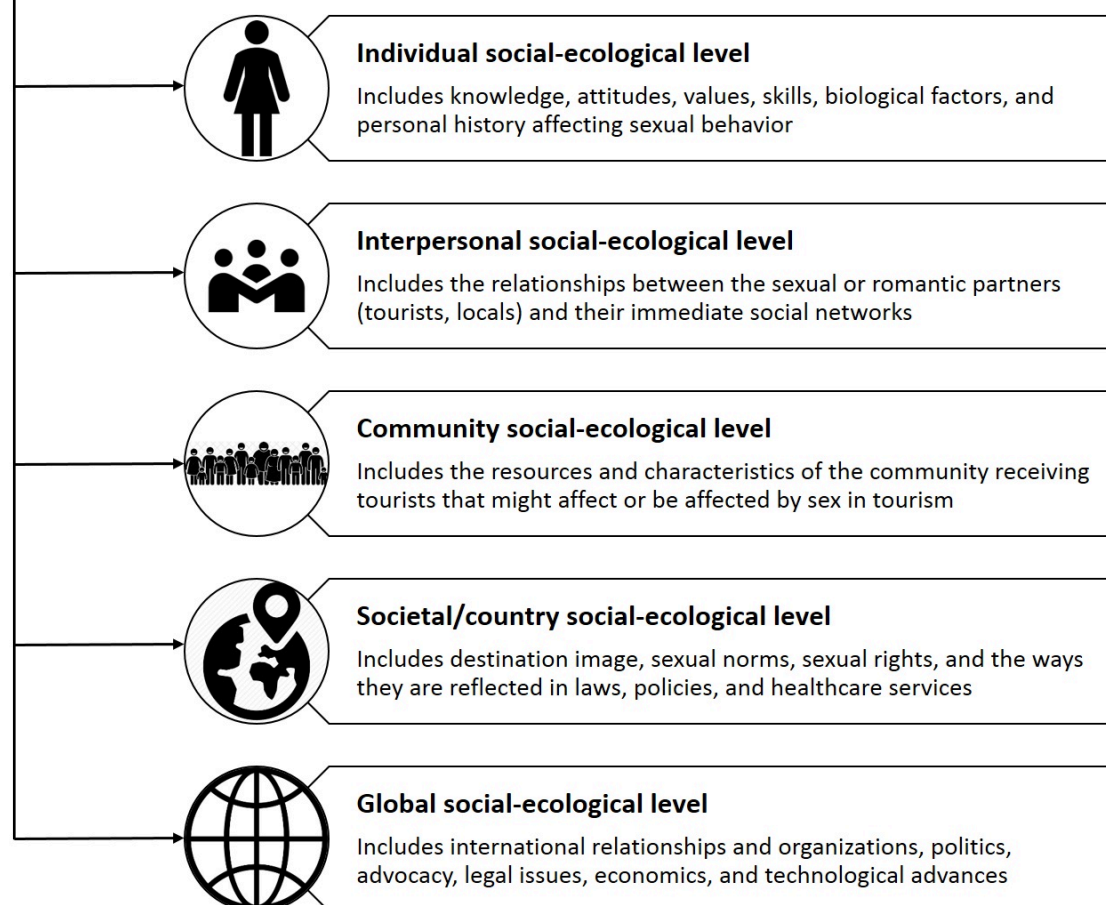 Individual social-ecological level
Includes knowledge, attitudes, values, skills, biological factors, and
personal history affecting sexual behavior
Interpersonal social-ecological level
Includes the relationships between the sexual or romantic partners
(tourists, locals) and their immediate social networks
Community social-ecological level
Includes the resources and characteristics of the community receiving
tourists that might affect or be affected by sex in tourism
Societal/country social-ecological level
Includes destination image, sexual norms, sexual rights, and the ways
they are reflected in laws, policies, and healthcare services
Global social-ecological level
Includes international relationships and organizations, politics,
advocacy, legal issues, economics, and technological advances